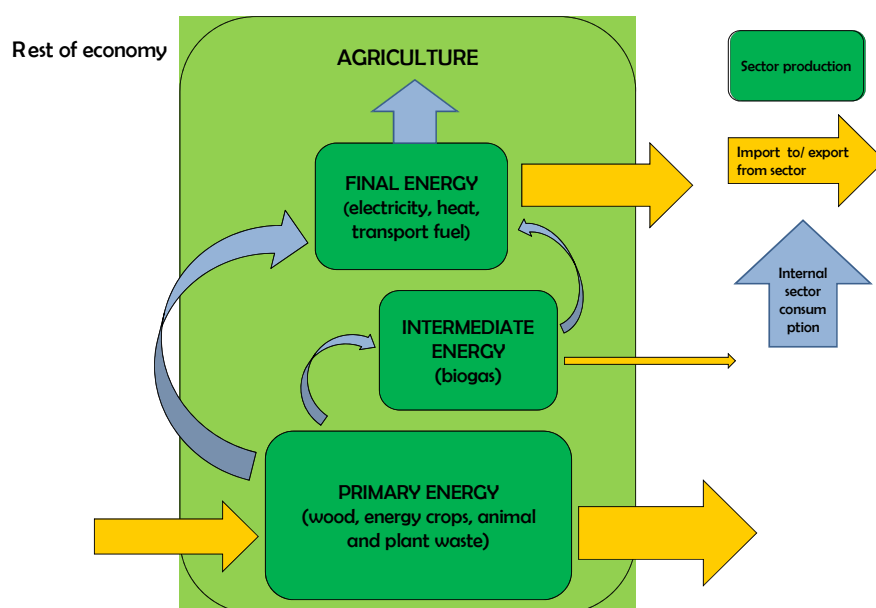 Rest of economy
AGRICULTURE
FINAL ENERGY
(electricity, heat,
transport fuel)
INTERMEDIATE
ENERGY
(biogas)
PRIMARY ENERGY
(wood, energy crops, animal
and plant waste)
Sector production
Import to/ export
from sector
Internal
sector
consum
ption